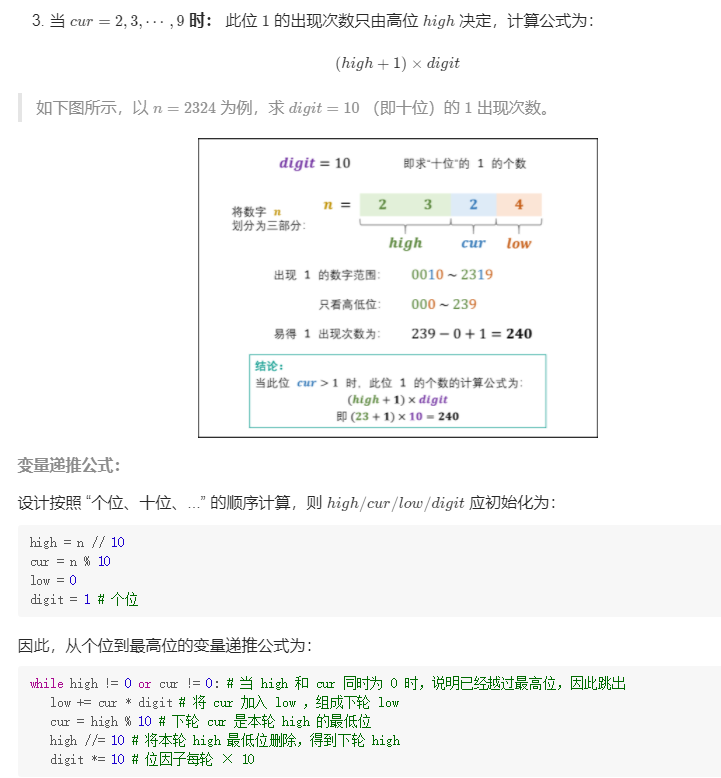 3. 当 cur = 2, 3, ⋯ , 9 时： 此位 1 的出现次数只由高位 high 决定，计算公式为：
(high + 1) × digit
如下图所示，以 n = 2324 为例，求 digit = 10 （即十位）的 1 出现次数。
digit = 10 即求“十位”的 1 的个数
将数字 n
划分为三部分：
n = 2 3 2 4
high cur low
出现 1 的数字范围： 0010 ~ 2319
只看高低位： 000 ~ 239
易得 1 出现次数为： 239 − 0 + 1 = 240
结论：
当此位 cur > 1 时，此位 1 的个数的计算公式为：
(high + 1) × digit
即 (23 + 1) × 10 = 240
变量递推公式：
设计按照 “个位、十位、...” 的顺序计算，则 high/cur/low/digit 应初始化为：
high = n // 10
cur = n % 10
low = 0
digit = 1 # 个位
因此，从个位到最高位的变量递推公式为：
while high != 0 or cur != 0: # 当 high 和 cur 同时为 0 时，说明已经越过最高位，因此跳出
low += cur * digit # 将 cur 加入 low ，组成下轮 low
cur = high % 10 # 下轮 cur 是本轮 high 的最低位
high //= 10 # 将本轮 high 最低位删除，得到下轮 high
digit *= 10 # 位因子每轮 × 10